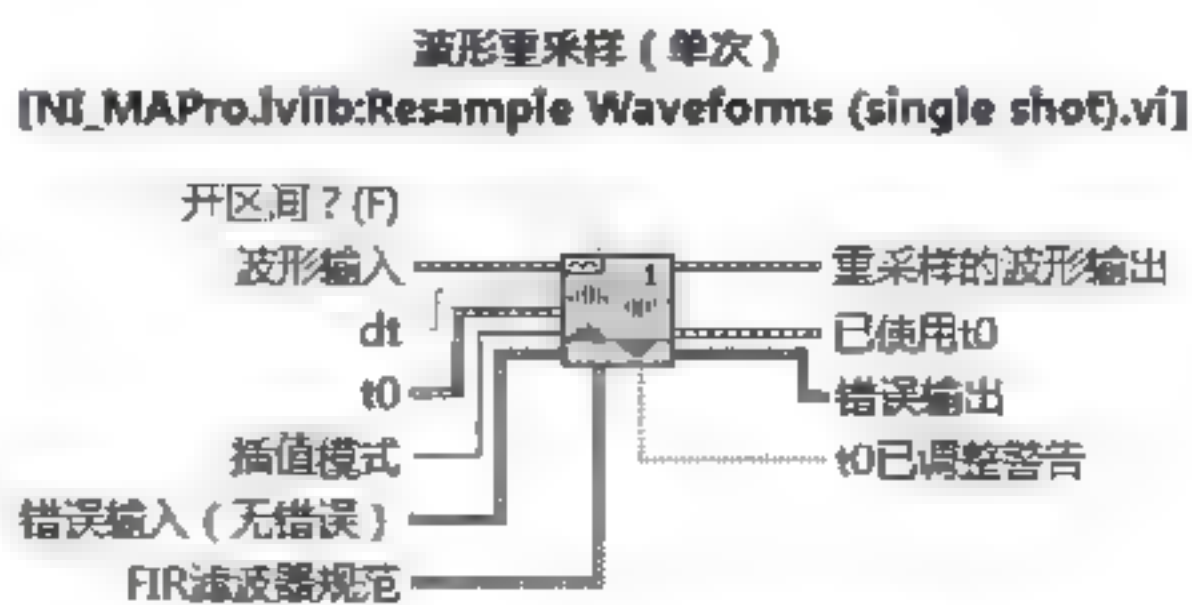 波形重采样(单次)
[NI_MAPro.lvlib:Resample Waveforms (single shot).vi]
开区间?(F)
波形输入
dt
t0
插值模式
错误输入(无错误)
FIR滤波器规范
1
重采样的波形输出
已使用t0
错误输出
t0已调整警告